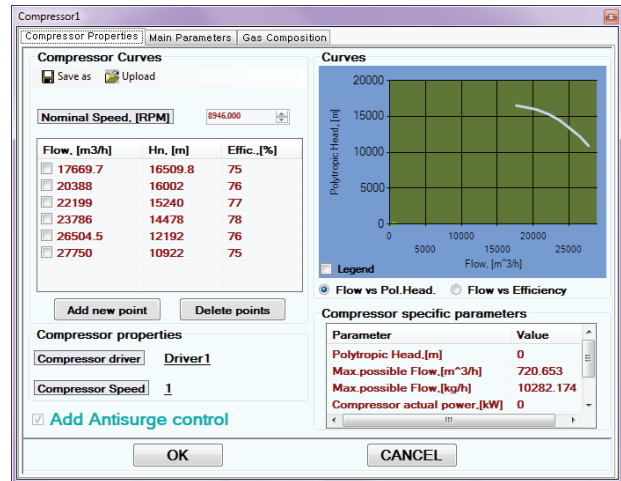 Compressor1
Compressor Properties Main Parameters Gas Composition
Compressor Curves
Save as Upload
Nominal Speed, [RPM] 8946.000
Flow, [m3/h] Hn, [m] Effic.,[%]
17669.7 16509.8 75
20388 16002 76
22199 15240 77
23786 14478 78
26504.5 12192 76
27750 10922 75
Add new point Delete points
Compressor properties
Compressor driver Driver1
Compressor Speed 1
Add Antisurge control
Curves
20000
15000
10000
5000
0
Polytropic Head, [m]
0 10000 20000
5000 15000 25000
Flow, [m^3/h]
Legend
Flow vs Pol.Head. Flow vs Efficiency
Compressor specific parameters
Parameter Value
Polytropic Head,[m] 0
Max.possible Flow,[m^3/h] 720.653
Max.possible Flow,[kg/h] 10282.174
Compressor actual power,[kW] 0
OK CANCEL